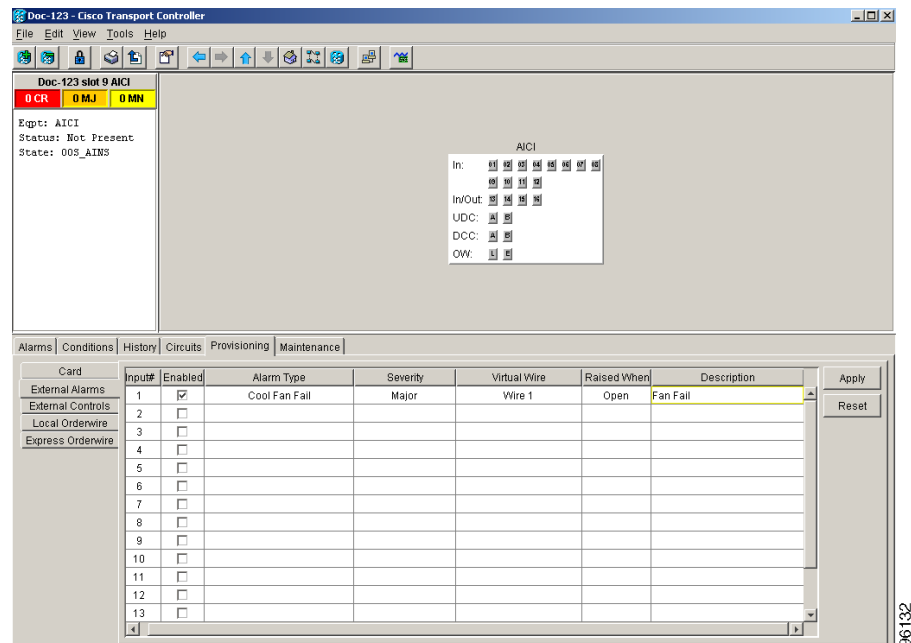 Doc-123 - Cisco Transport Controller
File Edit View Tools Help
Doc-123 slot 9 AICI
0 CR 0 MJ 0 MN
Eqpt: AICI
Status: Not Present
State: OOS_AINS
AICI
In: 01 02 03 04 05 06 07 08
09 10 11 12
In/Out: 13 14 15 16
UDC: A B
DCC: A B
OW: L E
Alarms Conditions History Circuits Provisioning Maintenance
Card
External Alarms
External Controls
Local Orderwire
Express Orderwire
Input# Enabled Alarm Type Severity Virtual Wire Raised When Description
1 Cool Fan Fail Major Wire 1 Open Fan Fail
2
3
4
5
6
7
8
9
10
11
12
13
Apply
Reset
96132